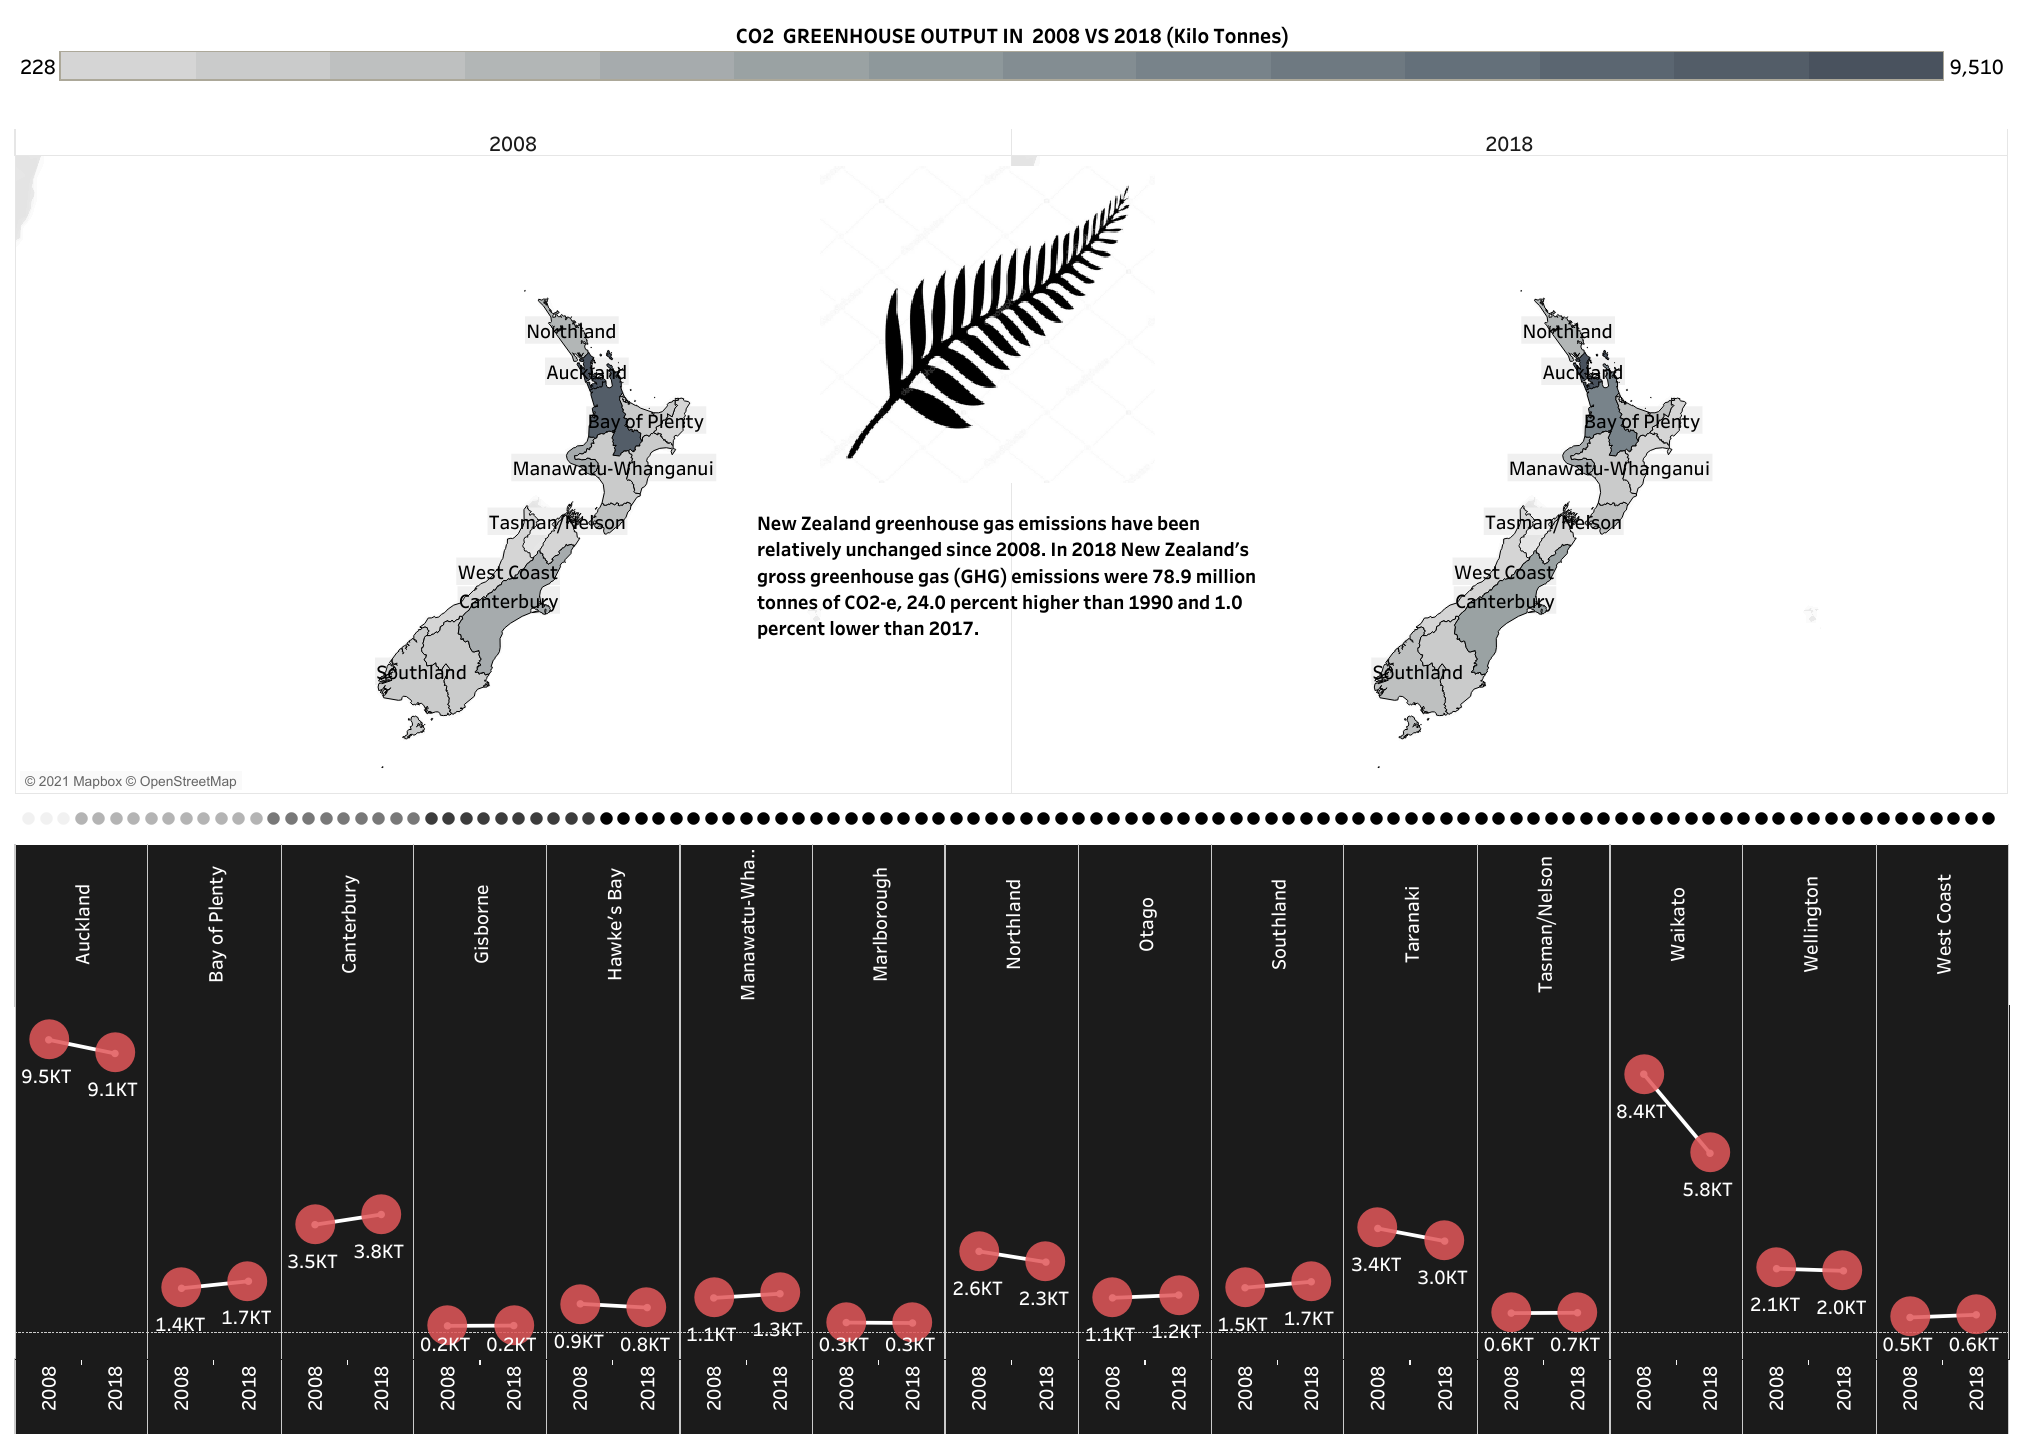 CO2 GREENHOUSE OUTPUT IN 2008 VS 2018 (Kilo Tonnes)
228
9,510
2008
2018
Northland
Auckland
Bay of Plenty
Manawatu-Whanganui
Tasman/Nelson
West Coast
Canterbury
Southland
Northland
Auckland
Bay of Plenty
Manawatu-Whanganui
Tasman/Nelson
West Coast
Canterbury
Southland
New Zealand greenhouse gas emissions have been
relatively unchanged since 2008. In 2018 New Zealand's
gross greenhouse gas (GHG) emissions were 78.9 million
tonnes of CO2-e, 24.0 percent higher than 1990 and 1.0
percent lower than 2017.
© 2021 Mapbox © OpenStreetMap
Auckland
Bay of Plenty
Canterbury
Gisborne
Hawke's Bay
Manawatu-Wha..
Marlborough
Northland
Otago
Southland
Taranaki
Tasman/Nelson
Waikato
Wellington
West Coast
9.5KT 9.1KT
1.4KT 1.7KT
3.5KT 3.8KT
0.2KT 0.2KT
0.9KT 0.8KT
1.1KT 1.3KT
0.3KT 0.3KT
2.6KT 2.3KT
1.1KT 1.2KT
1.5KT 1.7KT
3.4KT 3.0KT
0.6KT 0.7KT
8.4KT 5.8KT
2.1KT 2.0KT
0.5KT 0.6KT
2008 2018 2008 2018 2008 2018 2008 2018 2008 2018 2008 2018 2008 2018 2008 2018 2008 2018 2008 2018 2008 2018 2008 2018 2008 2018 2008 2018 2008 2018